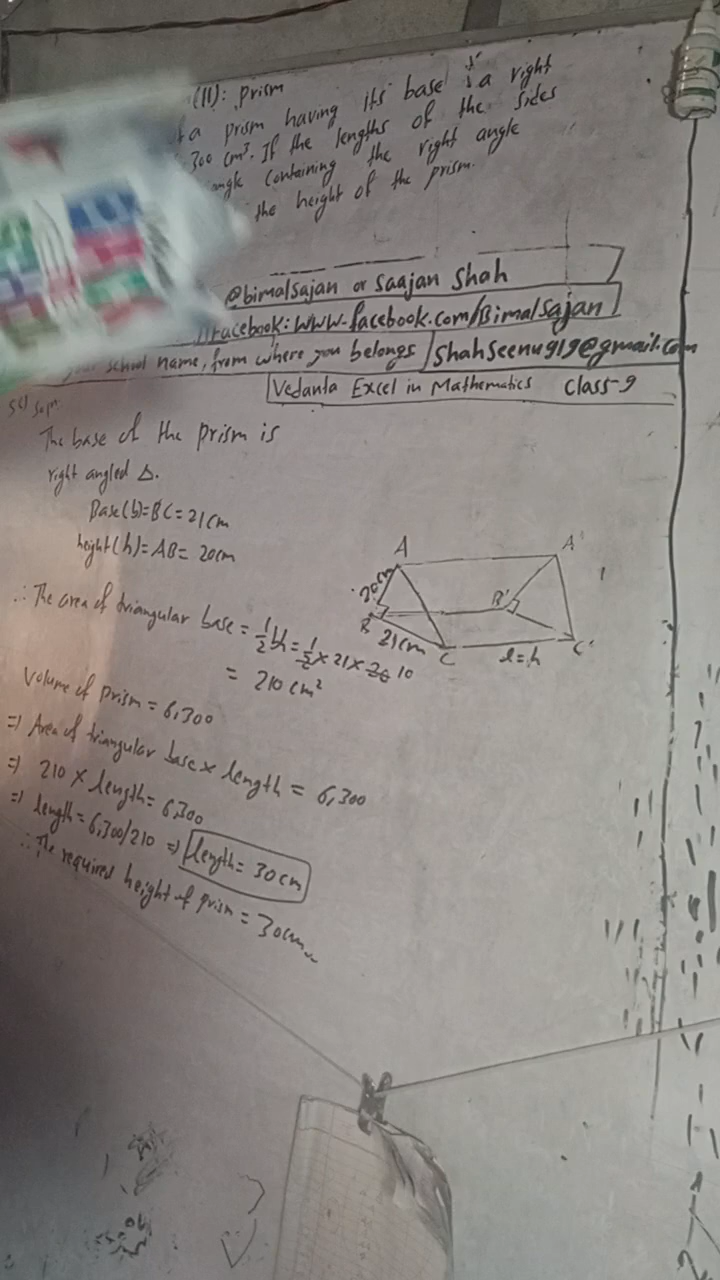 (II): Prism
a prism having its base is a right
300 cm³. If the lengths of the sides
angle containing the right angle
the height of the prism.
@bimalsajan or Saajan Shah
Facebook: www.facebook.com/Bimalsajan
school name, from where you belongs shahseenu919@gmail.com
Vedanta Excel in Mathematics Class-9
The base of the prism is
right angled Δ.
Base(b)=BC=21cm
height(h)=AB= 20cm
∴ The area of triangular base = 1/2 bh = 1/2 × 21 × 20 10
= 210 cm²
Volume of prism = 6,300
⇒ Area of triangular base × length = 6,300
⇒ 210 × length = 6,300
⇒ length = 6,300/210 ⇒ length = 30cm
∴ The required height of prism = 30cm
A A'
20cm
B B'
21cm
C l=h C'